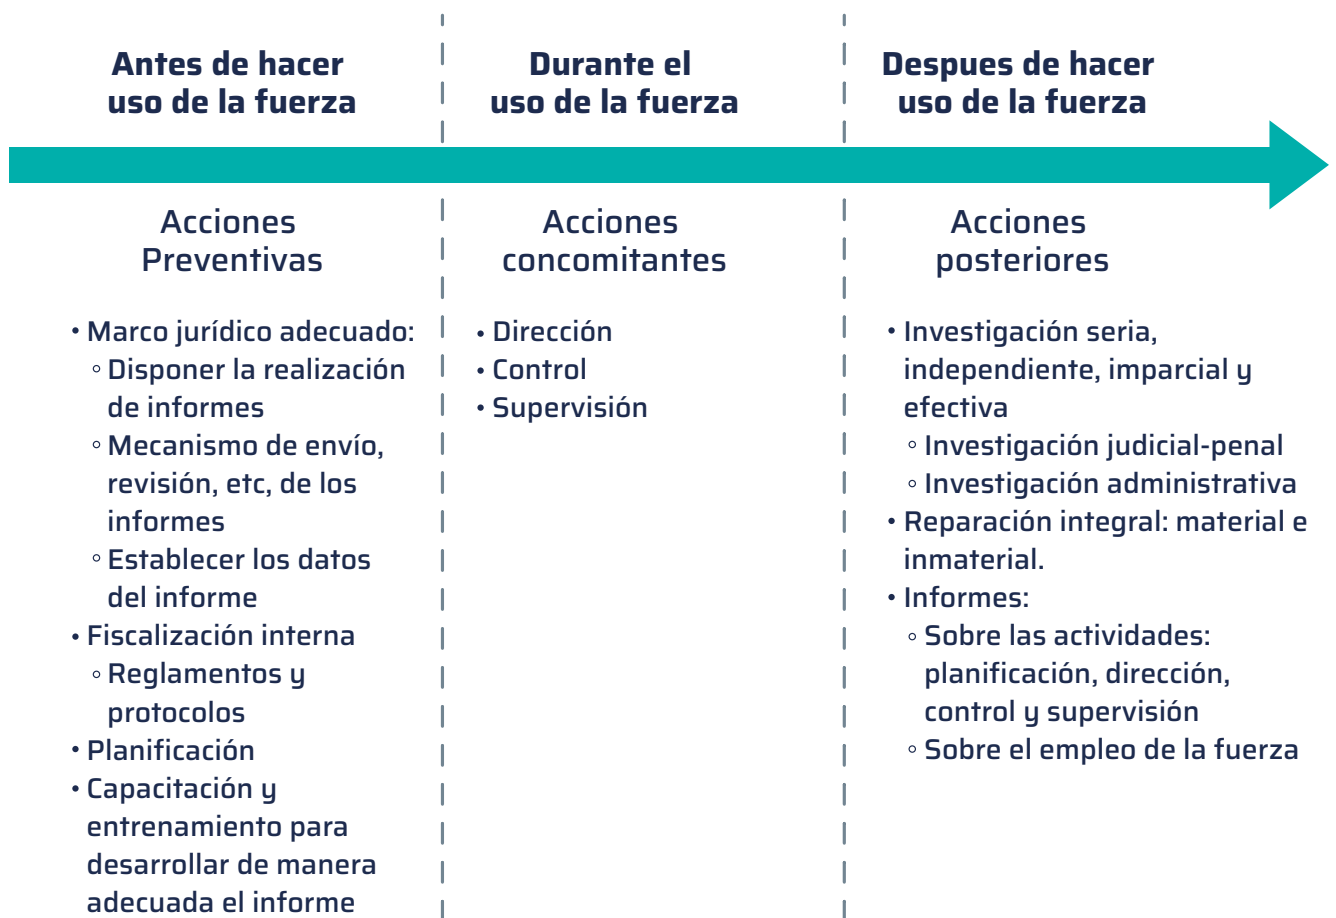 Antes de hacer
uso de la fuerza
Durante el
uso de la fuerza
Despues de hacer
uso de la fuerza
Acciones
Preventivas
• Marco jurídico adecuado:
◦ Disponer la realización
de informes
◦ Mecanismo de envío,
revisión, etc, de los
informes
◦ Establecer los datos
del informe
• Fiscalización interna
◦ Reglamentos y
protocolos
• Planificación
• Capacitación y
entrenamiento para
desarrollar de manera
adecuada el informe
Acciones
concomitantes
• Dirección
• Control
• Supervisión
Acciones
posteriores
• Investigación seria,
independiente, imparcial y
efectiva
◦ Investigación judicial-penal
◦ Investigación administrativa
• Reparación integral: material e
inmaterial.
• Informes:
◦ Sobre las actividades:
planificación, dirección,
control y supervisión
◦ Sobre el empleo de la fuerza